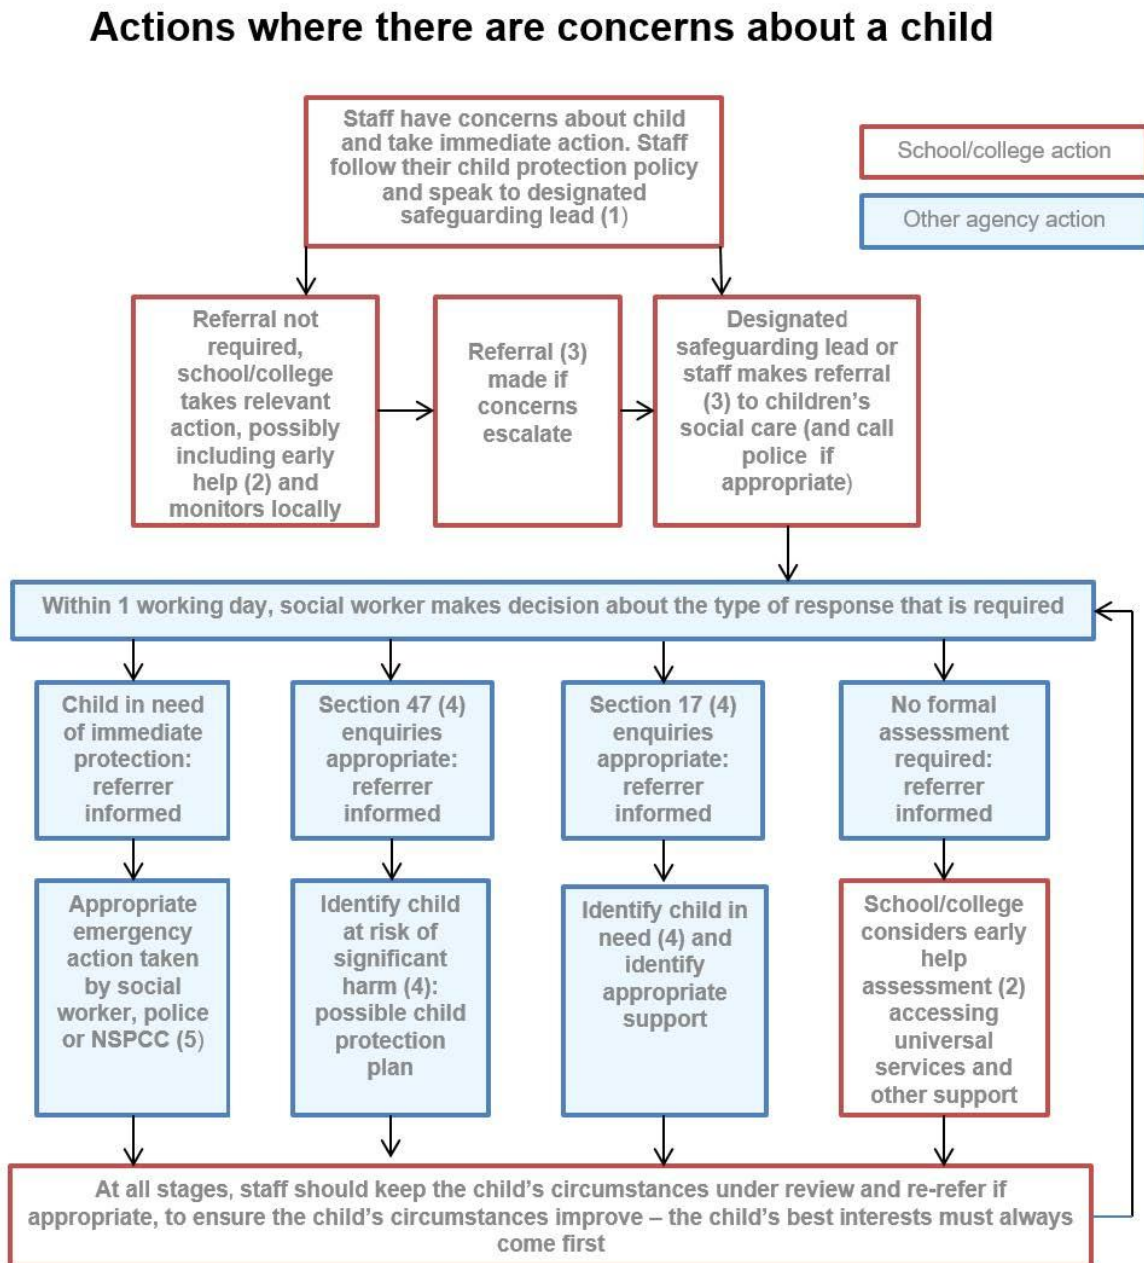 Actions where there are concerns about a child
Staff have concerns about child
and take immediate action. Staff
follow their child protection policy
and speak to designated
safeguarding lead (1)
School/college action
Other agency action
Referral not
required,
school/college
takes relevant
action, possibly
including early
help (2) and
monitors locally
Referral (3)
made if
concerns
escalate
Designated
safeguarding lead or
staff makes referral
(3) to children’s
social care (and call
police if
appropriate)
Within 1 working day, social worker makes decision about the type of response that is required
Child in need
of immediate
protection:
referrer
informed
Section 47 (4)
enquiries
appropriate:
referrer
informed
Section 17 (4)
enquiries
appropriate:
referrer
informed
No formal
assessment
required:
referrer
informed
Appropriate
emergency
action taken
by social
worker, police
or NSPCC (5)
Identify child
at risk of
significant
harm (4):
possible child
protection
plan
Identify child in
need (4) and
identify
appropriate
support
School/college
considers early
help
assessment (2)
accessing
universal
services and
other support
At all stages, staff should keep the child’s circumstances under review and re-refer if
appropriate, to ensure the child’s circumstances improve – the child’s best interests must always
come first